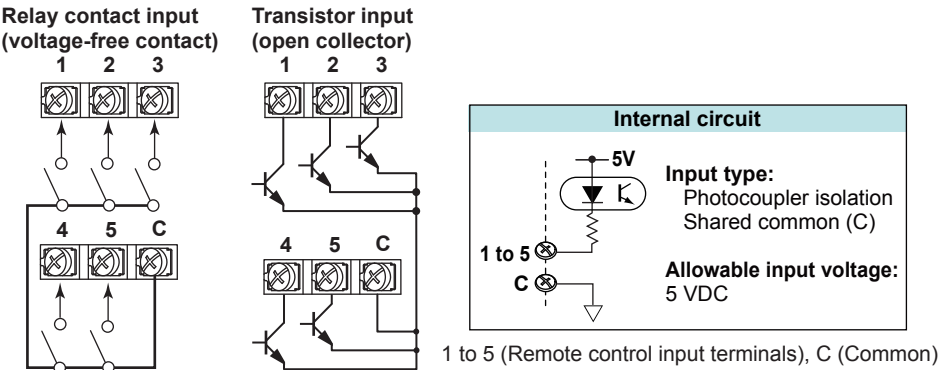 Relay contact input
(voltage-free contact)
1 2 3
4 5 C
Transistor input
(open collector)
1 2 3
4 5 C
Internal circuit
5V
1 to 5
C
Input type:
Photocoupler isolation
Shared common (C)
Allowable input voltage:
5 VDC
1 to 5 (Remote control input terminals), C (Common)